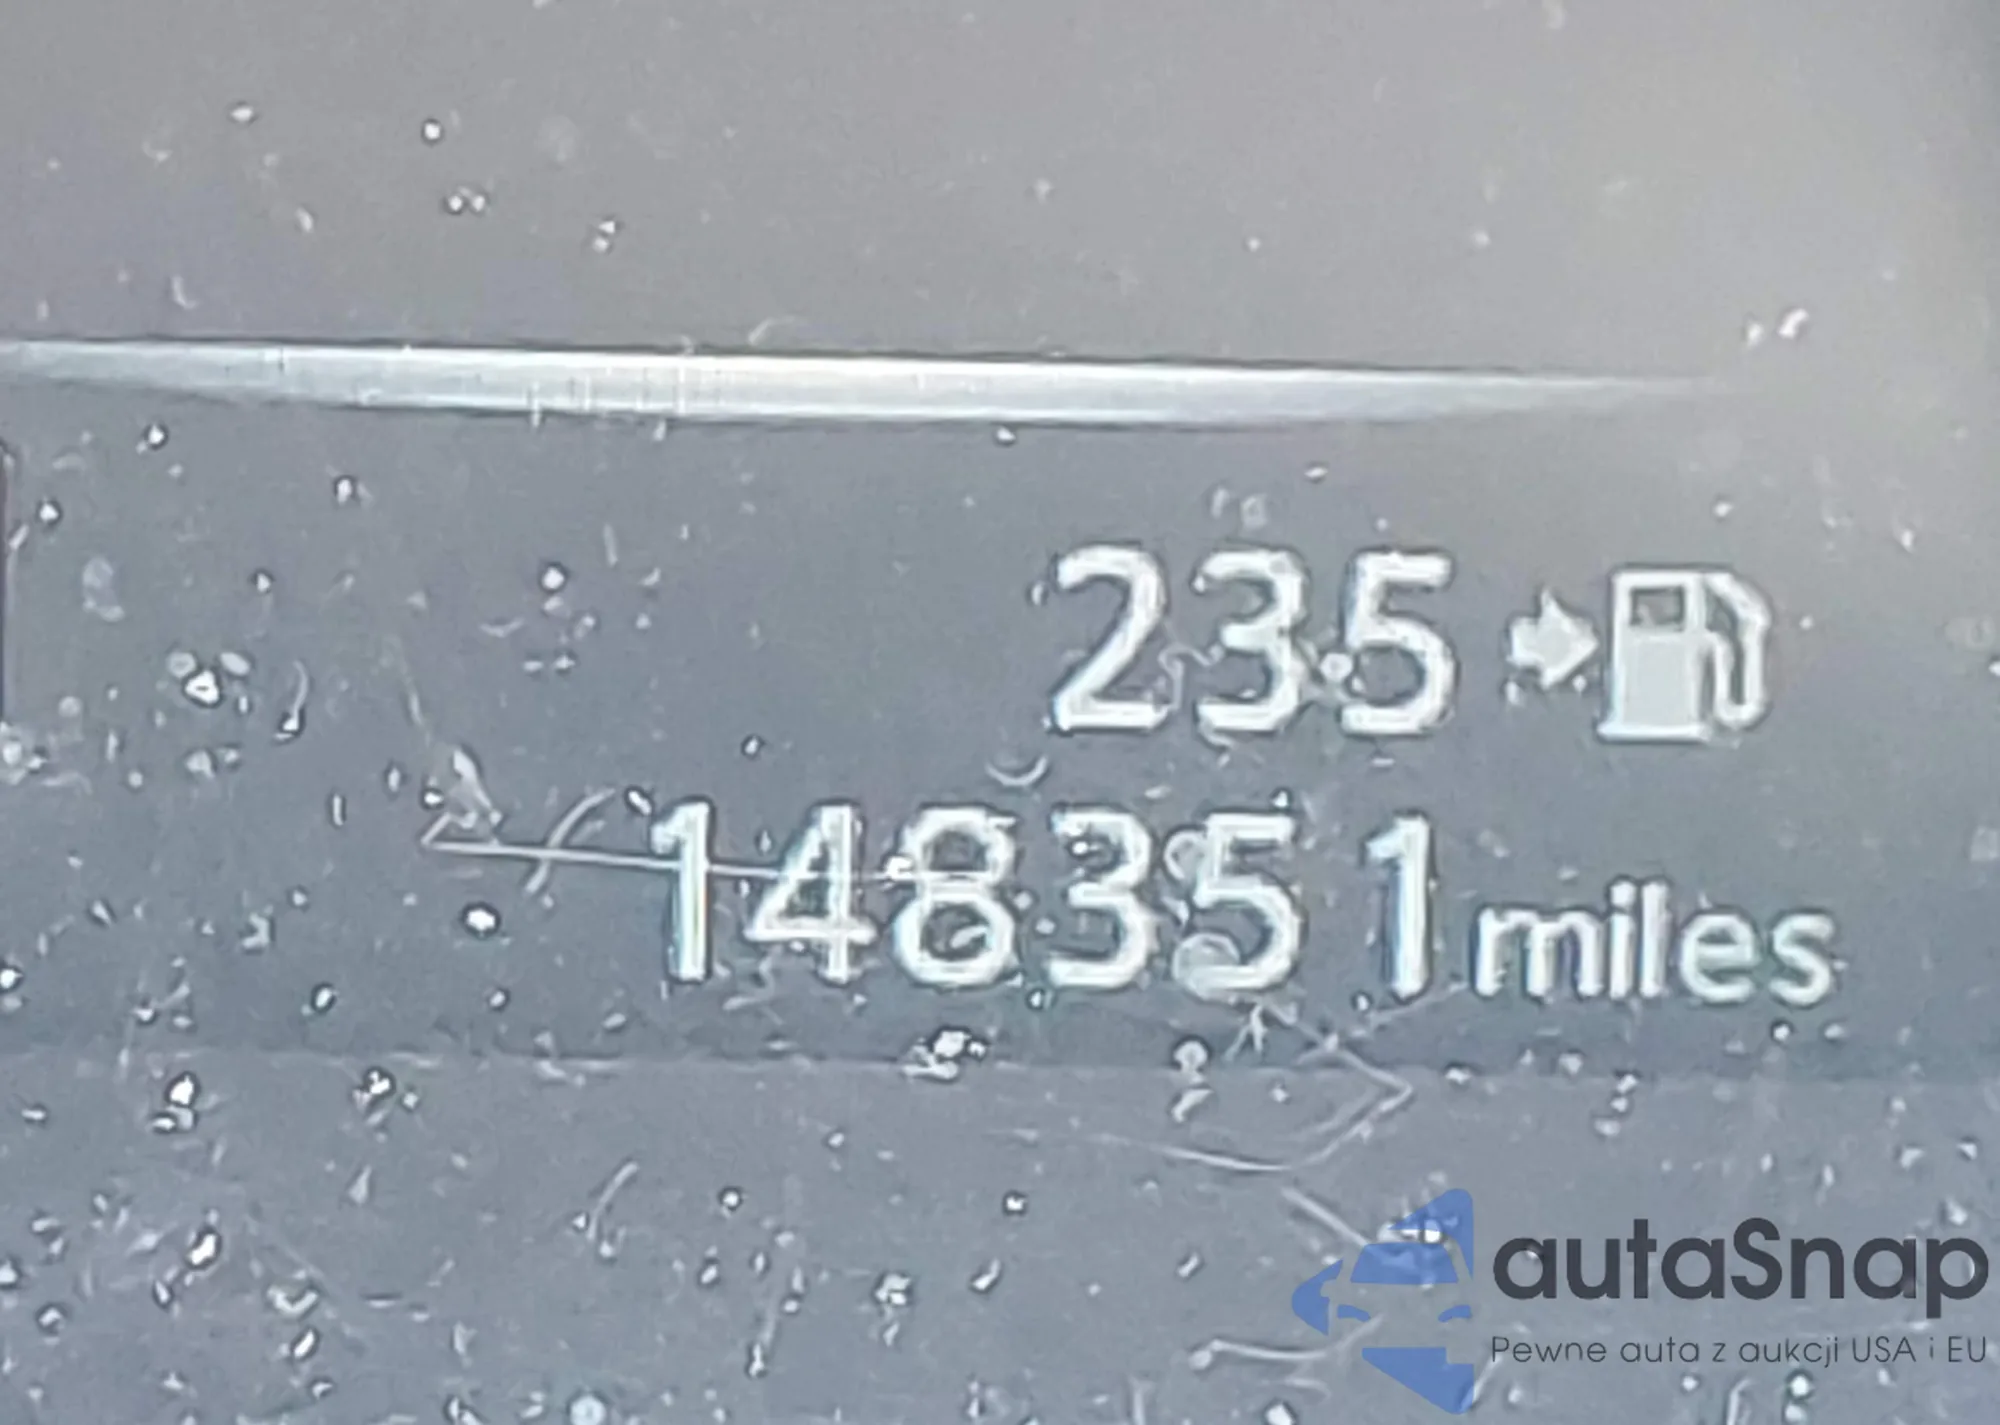 235
148351 miles
autaSnap
Pewne auta z aukcji USA i EU